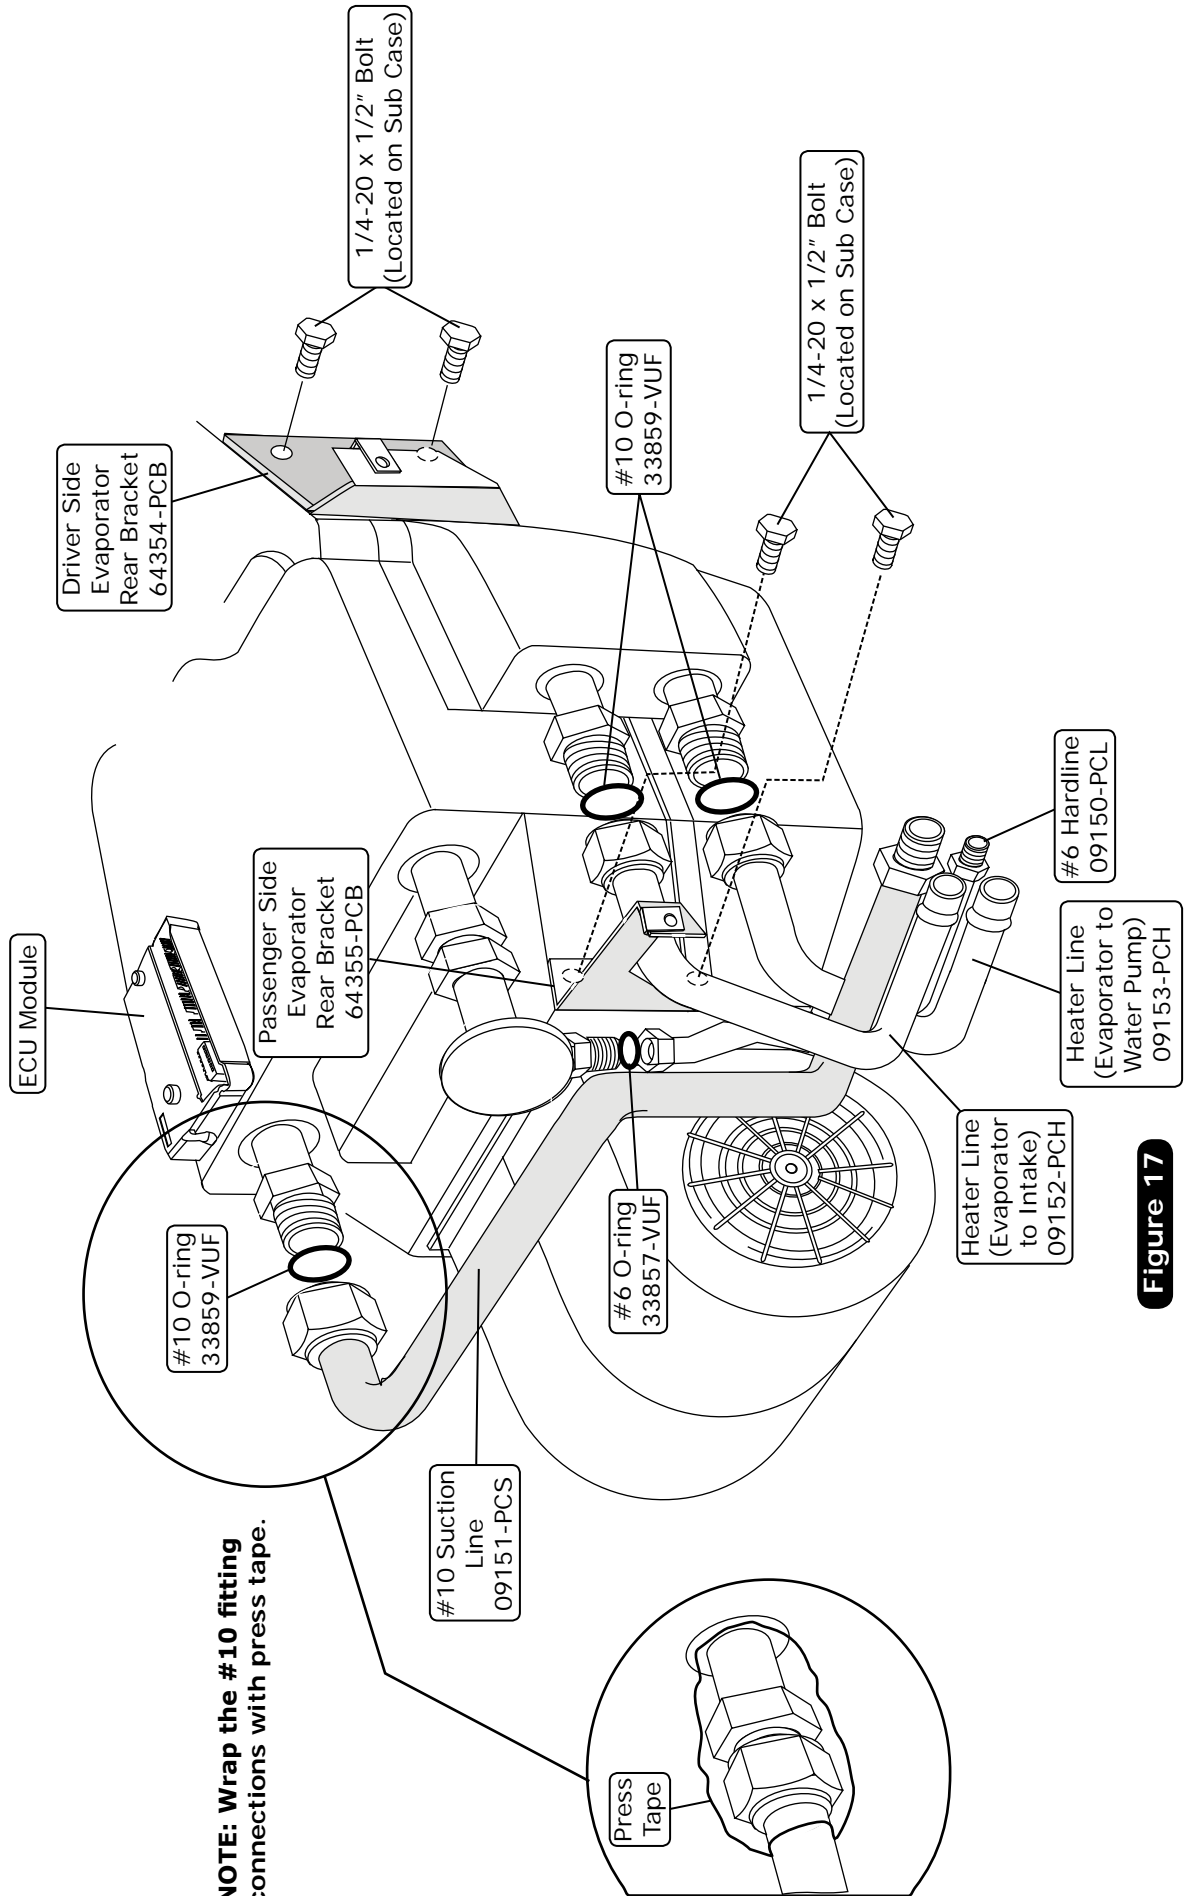 NOTE: Wrap the #10 fitting
connections with press tape.
ECU Module
Driver Side
Evaporator
Rear Bracket
64354-PCB
1/4-20 x 1/2” Bolt
(Located on Sub Case)
#10 O-ring
33859-VUF
Passenger Side
Evaporator
Rear Bracket
64355-PCB
#10 O-ring
33859-VUF
1/4-20 x 1/2” Bolt
(Located on Sub Case)
#10 Suction
Line
09151-PCS
#6 O-ring
33857-VUF
Press
Tape
Heater Line
(Evaporator
to Intake)
09152-PCH
Heater Line
(Evaporator to
Water Pump)
09153-PCH
#6 Hardline
09150-PCL
Figure 17